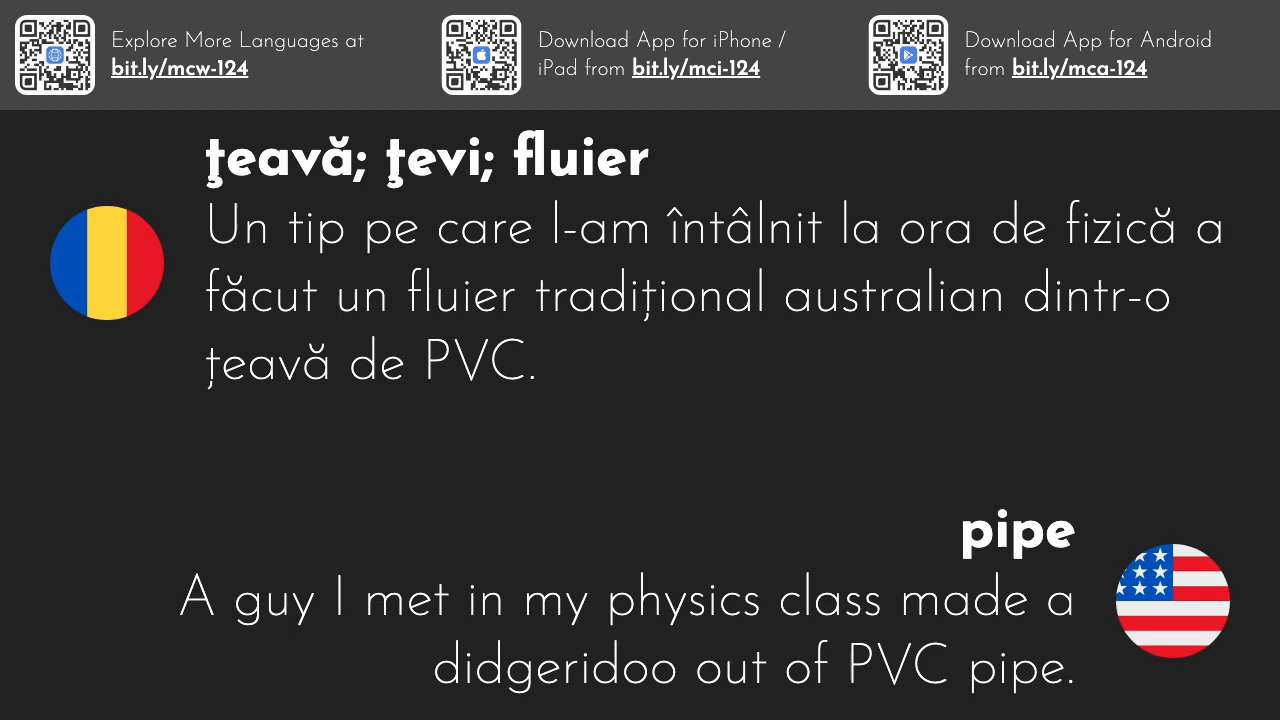 Explore More Languages at
bit.ly/mcw-124
Download App for iPhone /
iPad from bit.ly/mci-124
Download App for Android
from bit.ly/mca-124
ţeavă; ţevi; fluier
Un tip pe care l-am întâlnit la ora de fizică a
făcut un fluier tradițional australian dintr-o
țeavă de PVC.
pipe
A guy I met in my physics class made a
didgeridoo out of PVC pipe.